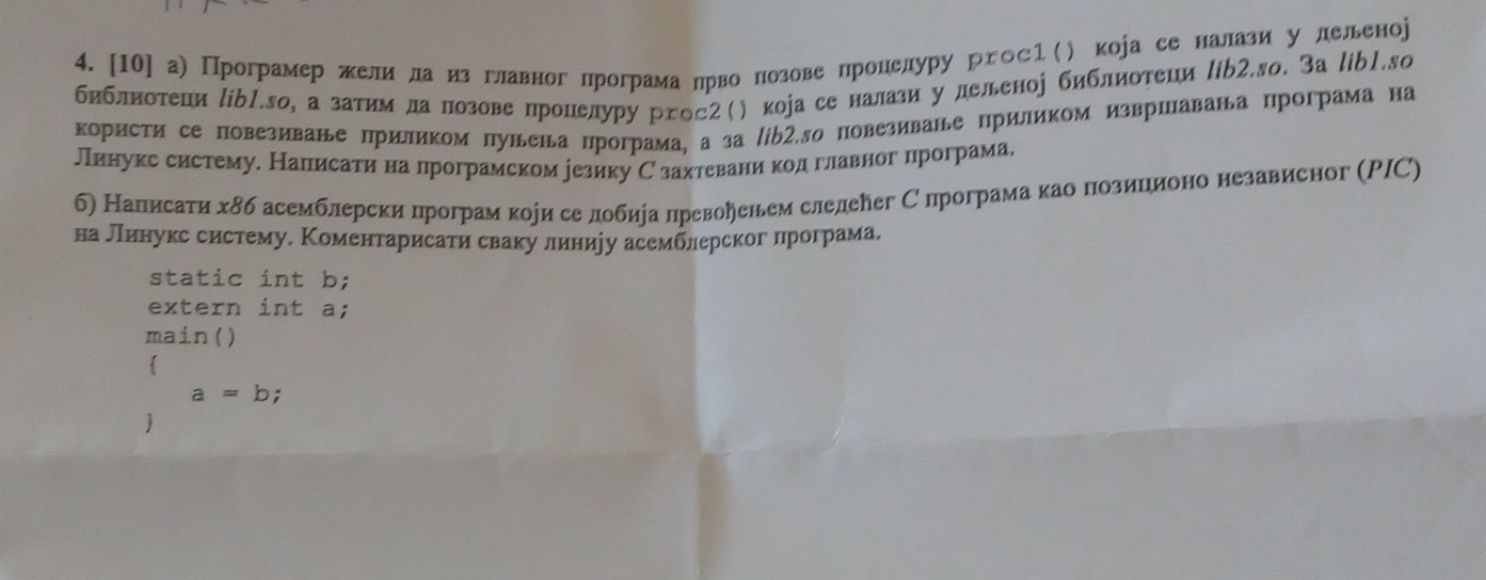 4. [10] а) Програмер жели да из главног програма прво позове процедуру proc1() која се налази у дељеној
библиотеци lib1.so, а затим да позове процедуру proc2() која се налази у дељеној библиотеци lib2.so. За lib1.so
користи се повезивање приликом пуњења програма, а за lib2.so повезивање приликом извршавања програма на
Линукс систему. Написати на програмском језику C захтевани код главног програма.
б) Написати x86 асемблерски програм који се добија превођењем следећег C програма као позиционо независног (PIC)
на Линукс систему. Коментарисати сваку линију асемблерског програма.
static int b;
extern int a;
main()
{
a = b;
}